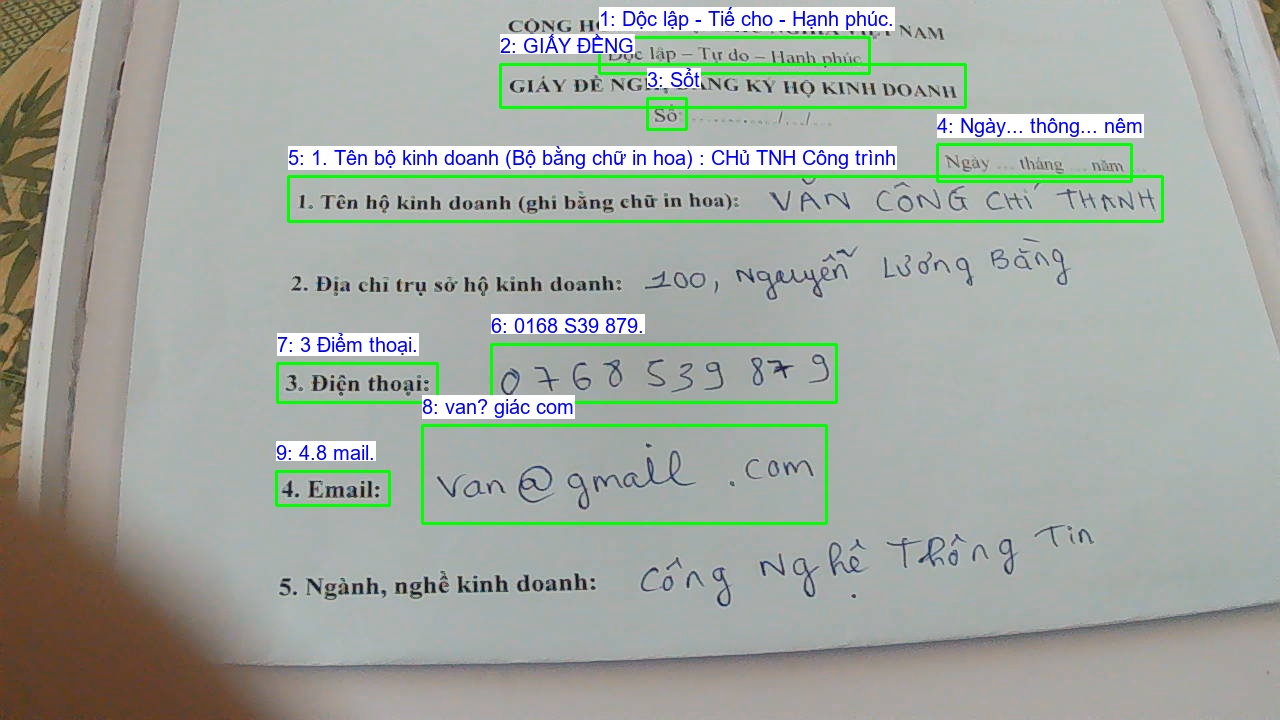 CỘNG HÒ NGHĨA VIỆT NAM
1: Dộc lập - Tiế cho - Hạnh phúc.
Độc lập – Tự do – Hạnh phúc
2: GIẤY ĐỀNG
GIẤY ĐỀ NGHỊ ĐĂNG KÝ HỘ KINH DOANH
3: Sổt
Số: ............./.../....
4: Ngày... thông... nêm
Ngày ... tháng ... năm
5: 1. Tên bộ kinh doanh (Bộ bằng chữ in hoa) : CHủ TNH Công trình
1. Tên hộ kinh doanh (ghi bằng chữ in hoa): VĂN CÔNG CHÍ THANH
2. Địa chỉ trụ sở hộ kinh doanh: 100, Nguyễn Lương Bằng
6: 0168 S39 879.
7: 3 Điểm thoại.
3. Điện thoại: 0768 539 879
8: van? giác com
9: 4.8 mail.
4. Email: van@gmail.com
5. Ngành, nghề kinh doanh: Công Nghệ Thông Tin